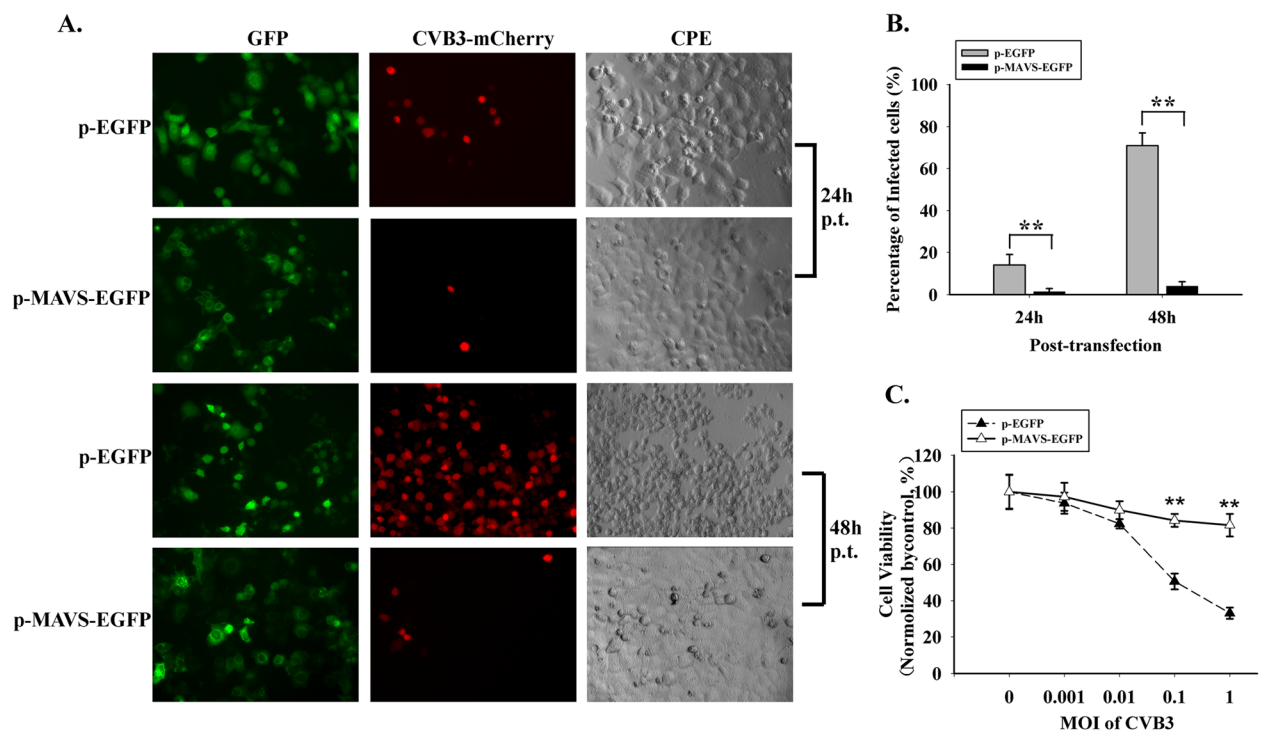 A.
GFP
CVB3-mCherry
CPE
p-EGFP
p-MAVS-EGFP
24h
p.t.
p-EGFP
p-MAVS-EGFP
48h
p.t.
B.
p-EGFP
p-MAVS-EGFP
Percentage of Infected cells (%)
100
80
60
40
20
0
**
**
24h
48h
Post-transfection
C.
p-EGFP
p-MAVS-EGFP
Cell Viability
(Normalized bycontrol, %)
120
100
80
60
40
20
0
**
**
0
0.001
0.01
0.1
1
MOI of CVB3